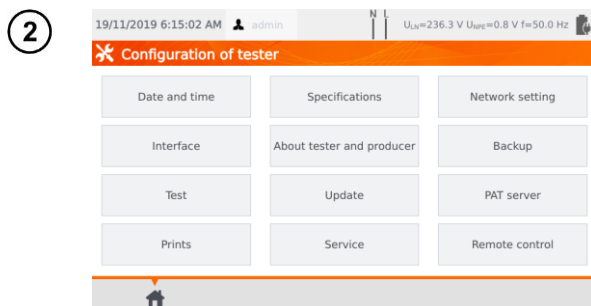 2
19/11/2019 6:15:02 AM admin N L ULN=236.3 V UNPE=0.8 V f=50.0 Hz
Configuration of tester
Date and time Specifications Network setting
Interface About tester and producer Backup
Test Update PAT server
Prints Service Remote control